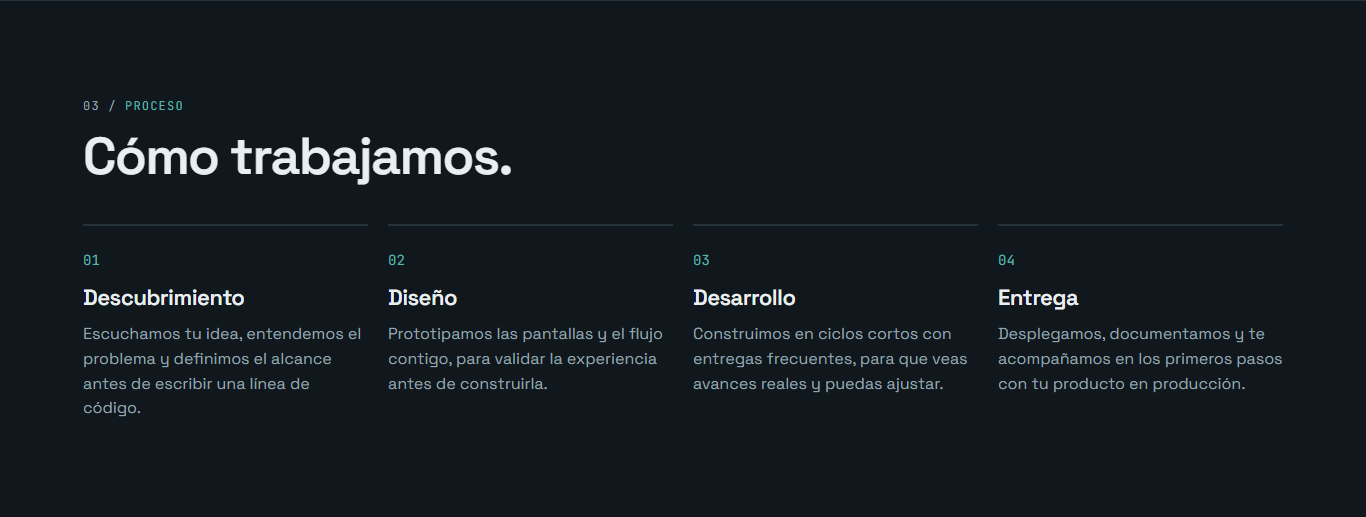 03 / PROCESO
Cómo trabajamos.
01
Descubrimiento
Escuchamos tu idea, entendemos el
problema y definimos el alcance
antes de escribir una línea de
código.
02
Diseño
Prototipamos las pantallas y el flujo
contigo, para validar la experiencia
antes de construirla.
03
Desarrollo
Construimos en ciclos cortos con
entregas frecuentes, para que veas
avances reales y puedas ajustar.
04
Entrega
Desplegamos, documentamos y te
acompañamos en los primeros pasos
con tu producto en producción.